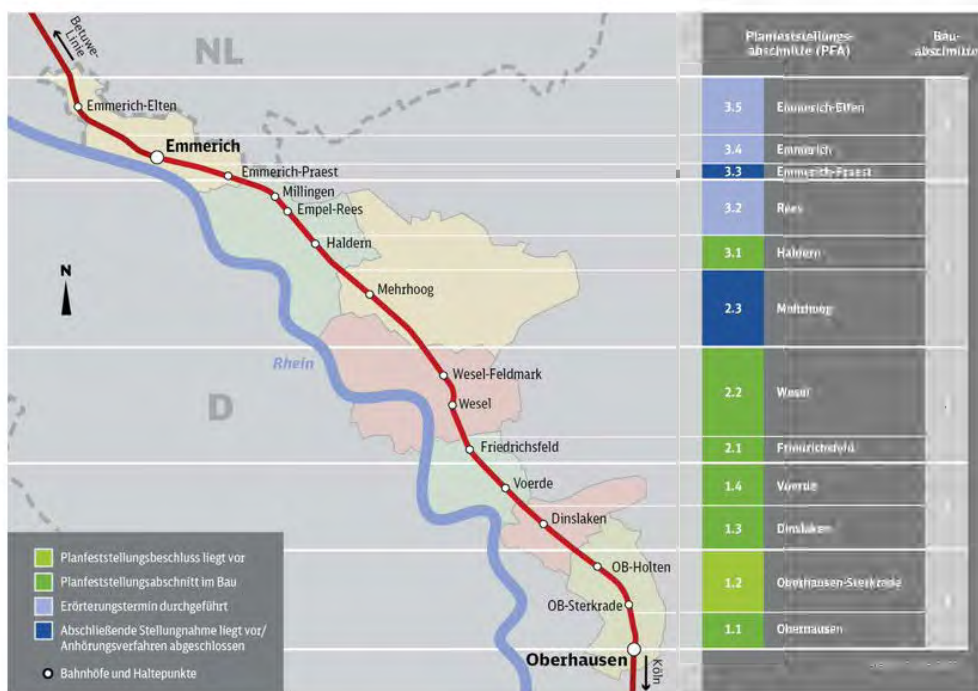 Betuwe-
Linie
NL
Emmerich-Elten
Emmerich
Emmerich-Praest
Millingen
Empel-Rees
Haldern
Mehrhoog
N
Rhein
D
Wesel-Feldmark
Wesel
Friedrichsfeld
Voerde
Dinslaken
OB-Holten
OB-Sterkrade
Oberhausen
Köln
Planfeststellungsbeschluss liegt vor
Planfeststellungsabschnitt im Bau
Erörterungstermin durchgeführt
Abschließende Stellungnahme liegt vor/
Anhörungsverfahren abgeschlossen
Bahnhöfe und Haltepunkte
Planfeststellungs-
abschnitte (PFA)
Bau-
abschnitte
3.5 Emmerich-Elten
3.4 Emmerich
3.3 Emmerich-Praest
3.2 Rees
3.1 Haldern
2.3 Mehrhoog
2.2 Wesel
2.1 Friedrichsfeld
1.4 Voerde
1.3 Dinslaken
1.2 Oberhausen-Sterkrade
1.1 Oberhausen